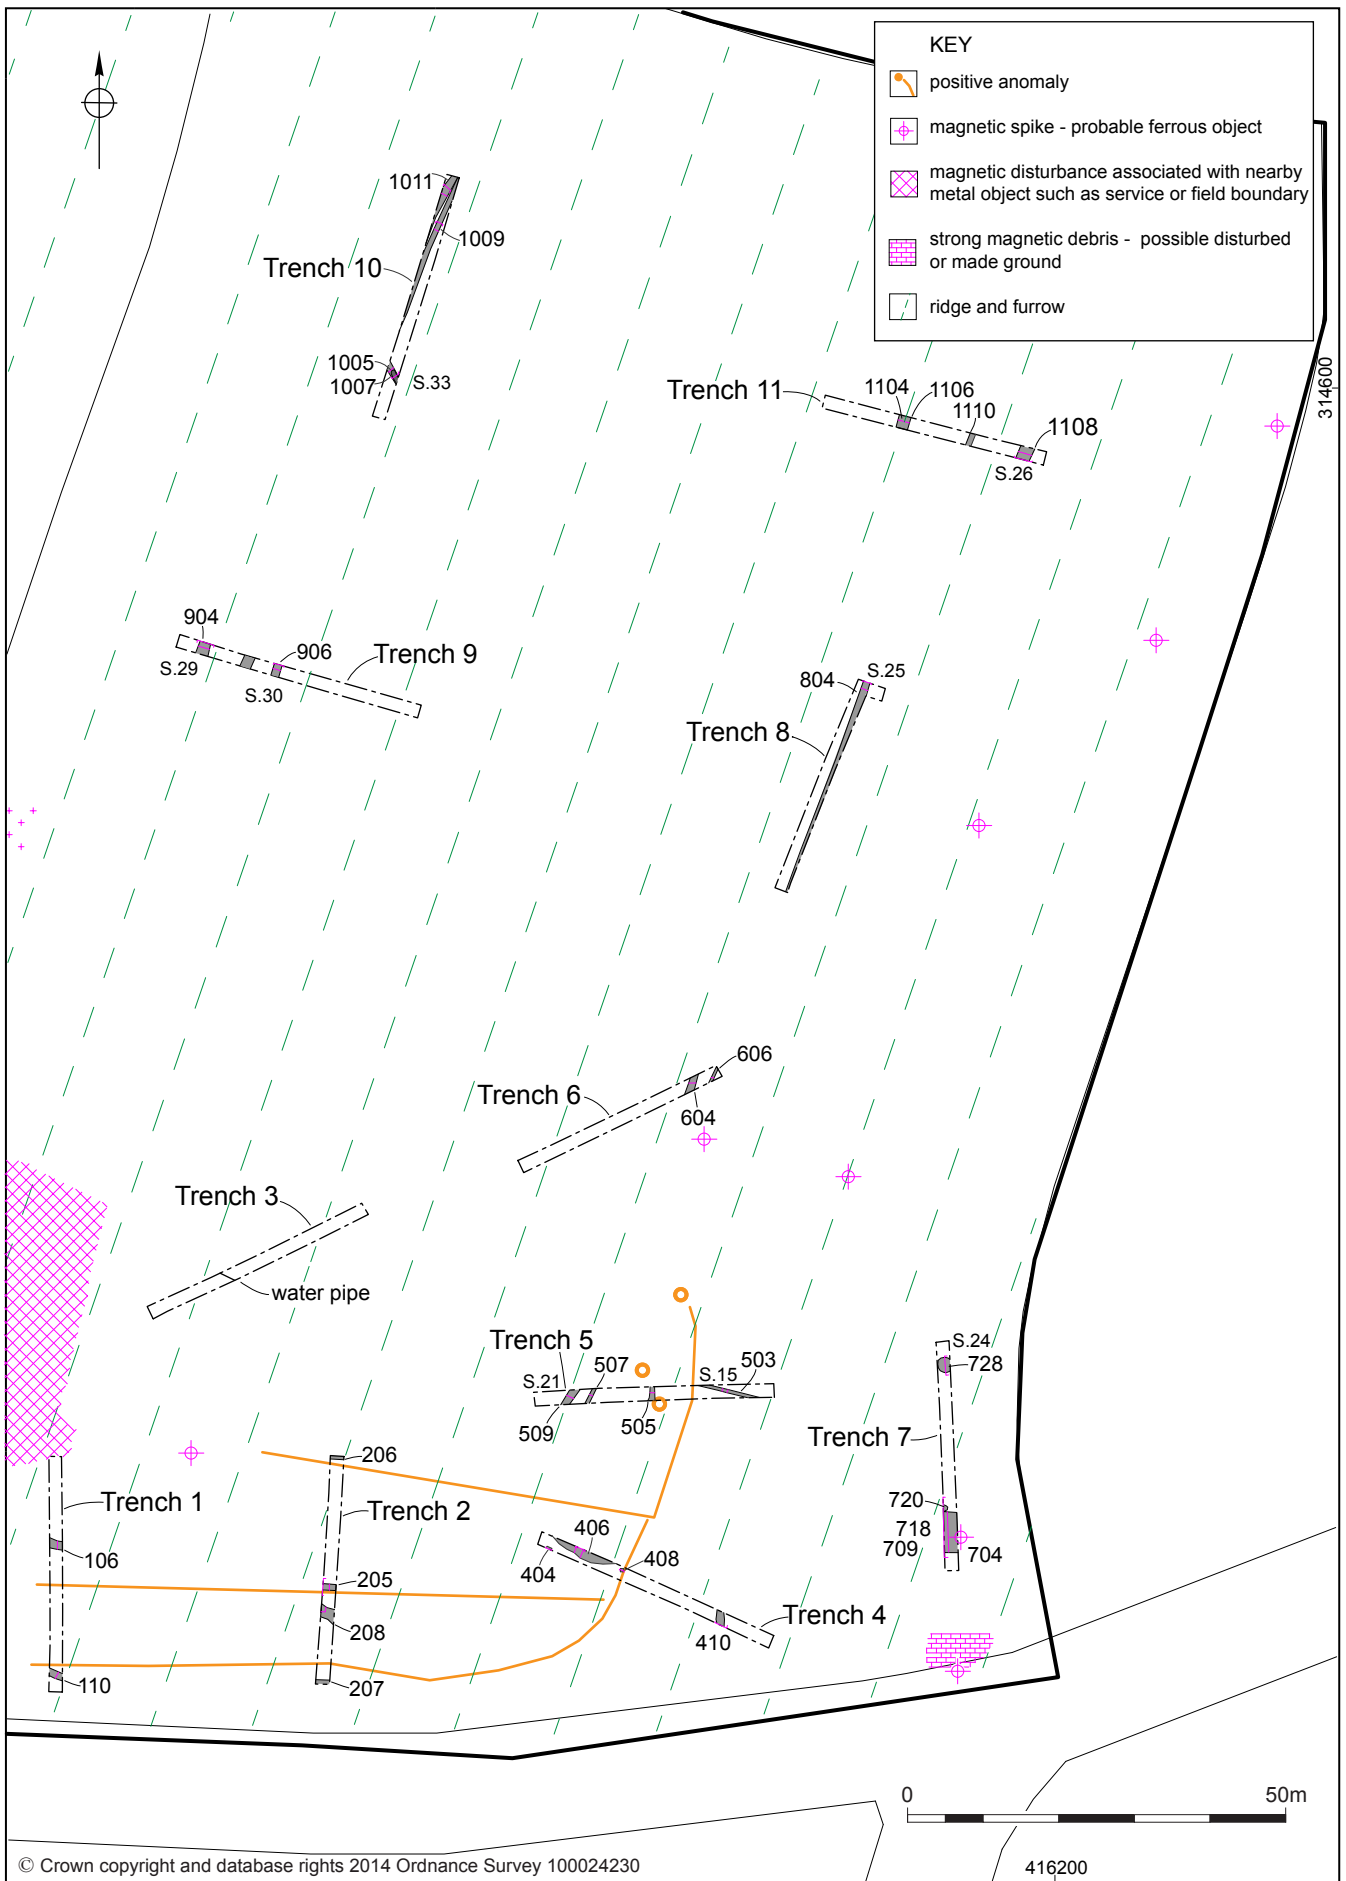 KEY
positive anomaly
magnetic spike - probable ferrous object
magnetic disturbance associated with nearby
metal object such as service or field boundary
strong magnetic debris - possible disturbed
or made ground
ridge and furrow
1011
1009
Trench 10
1005
1007
S.33
314600
Trench 11
1104
1106
1110
1108
S.26
904
906
Trench 9
S.29
S.30
804
S.25
Trench 8
606
Trench 6
604
Trench 3
water pipe
Trench 5
S.21
507
S.15
503
509
505
S.24
728
Trench 7
720
718
709
704
206
Trench 1
Trench 2
106
205
208
110
207
406
404
408
Trench 4
410
0
50m
© Crown copyright and database rights 2014 Ordnance Survey 100024230
416200